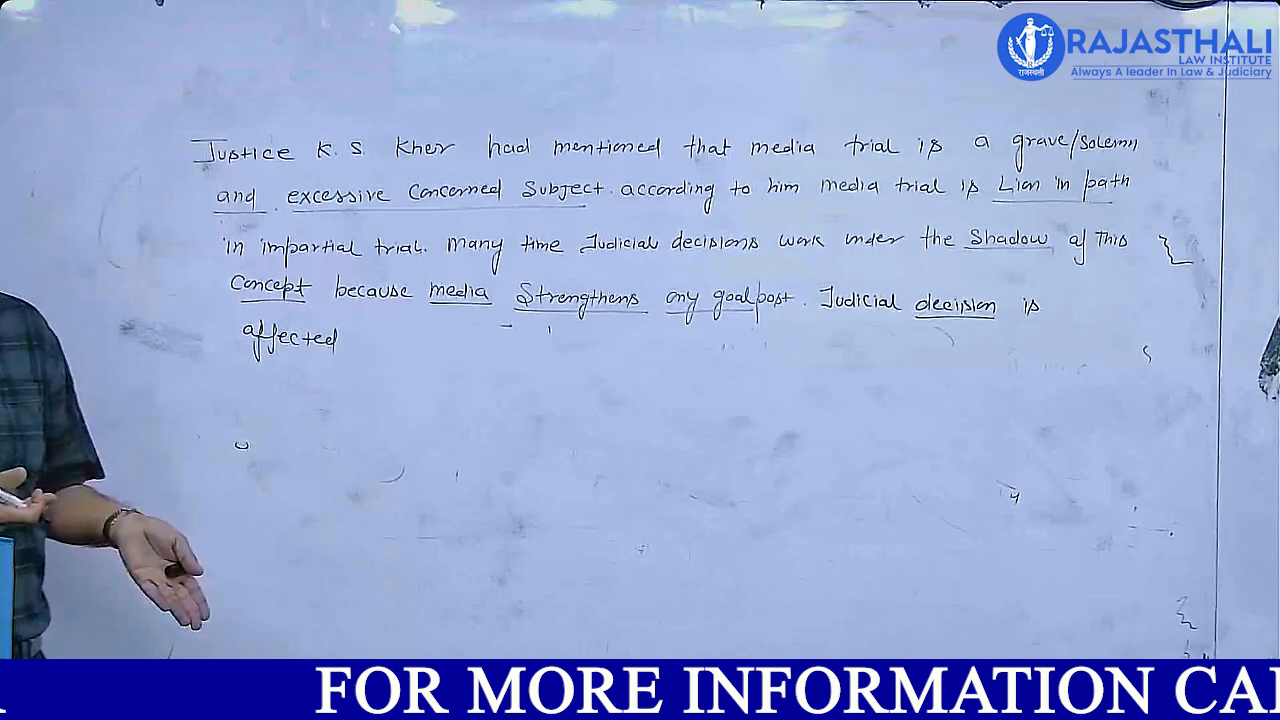 RAJASTHALI
LAW INSTITUTE
Always A leader In Law & Judiciary
राजस्थली
Justice K. S. Kher had mentioned that media trial is a grave/solemn
and excessive concerned subject. according to him media trial is Lion in path
in impartial trial. Many time Judicial decisions work under the Shadow of this
concept because media strengthens any goalpost. Judicial decision is
affected
FOR MORE INFORMATION CAL